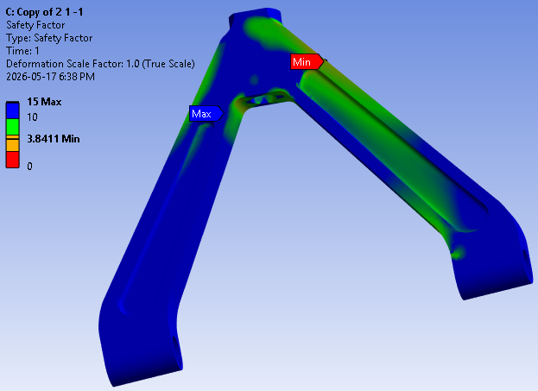 C: Copy of 2 1 -1
Safety Factor
Type: Safety Factor
Time: 1
Deformation Scale Factor: 1.0 (True Scale)
2026-05-17 6:38 PM
15 Max
10
3.8411 Min
0
Min
Max